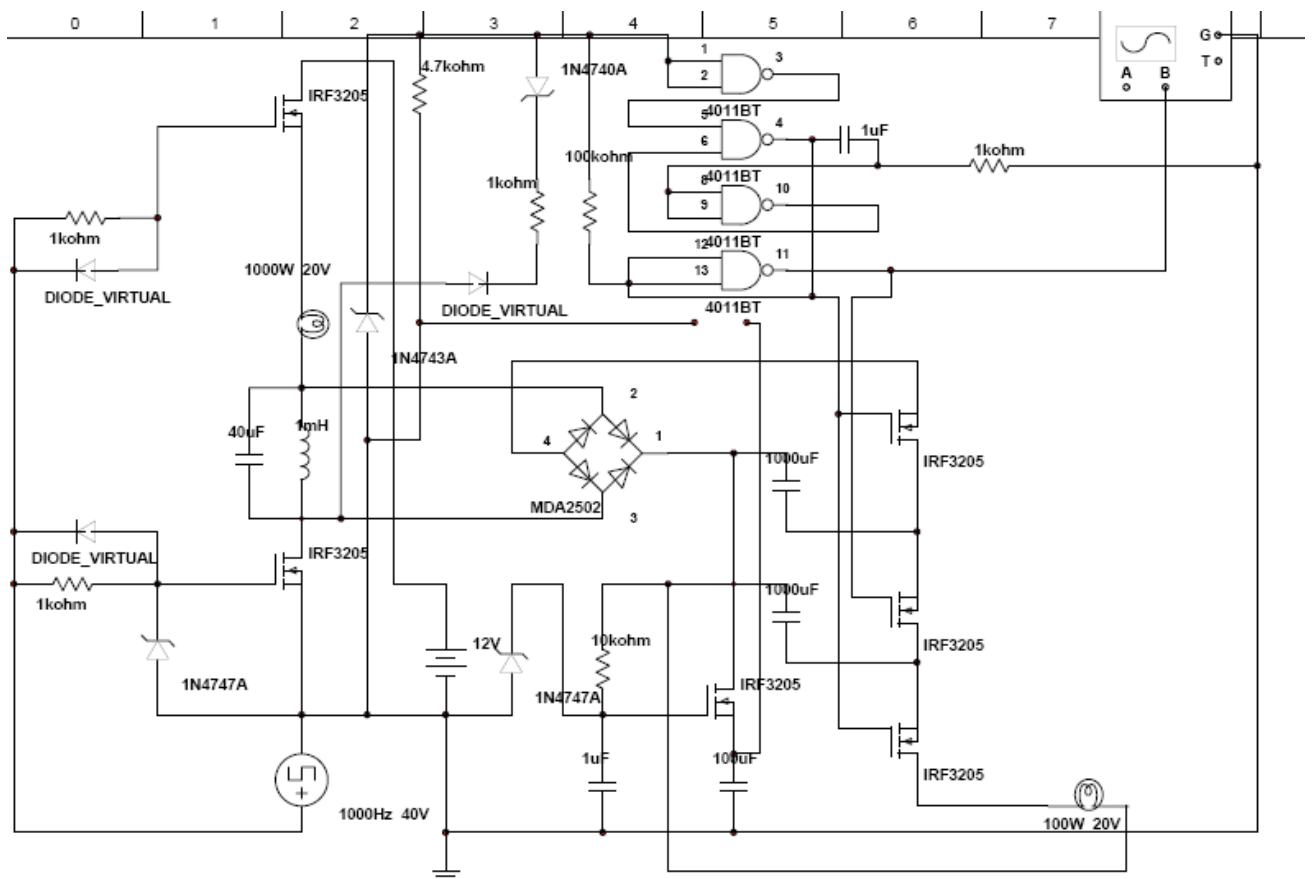 0 1 2 3 4 5 6 7
G
T
A B
4.7kohm
1N4740A
1
2
3
IRF3205
4011BT
5
6
4
1uF
1kohm
100kohm
4011BT
1kohm
8
9
10
1kohm
4011BT
12
13
11
1000W 20V
DIODE_VIRTUAL
DIODE_VIRTUAL
4011BT
1N4743A
2
40uF
1mH
4
1
1000uF
IRF3205
MDA2502
3
DIODE_VIRTUAL
IRF3205
1kohm
1000uF
12V
10kohm
IRF3205
1N4747A
1N4747A
IRF3205
1uF
100uF
IRF3205
1000Hz 40V
100W 20V